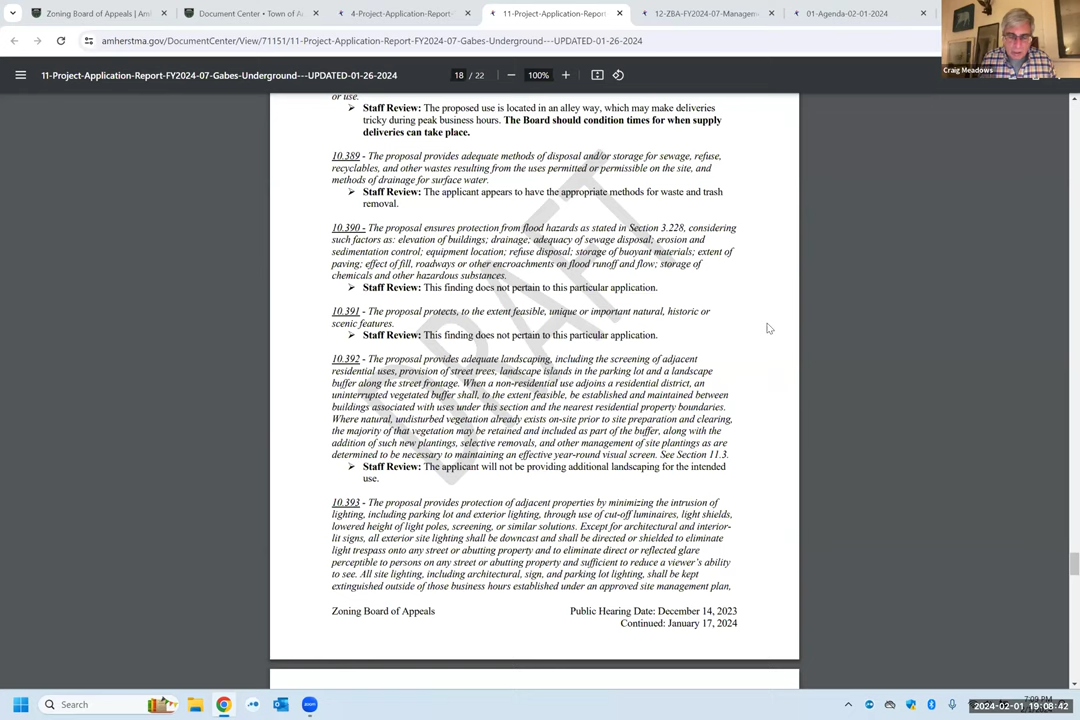 Zoning Board of Appeals | Am
Document Center • Town of A
4-Project-Application-Report-
11-Project-Application-Report
12-ZBA-FY2024-07-Managem
01-Agenda-02-01-2024
amherstma.gov/DocumentCenter/View/71151/11-Project-Application-Report-FY2024-07-Gabes-Underground---UPDATED-01-26-2024
Craig Meadows
11-Project-Application-Report-FY2024-07-Gabes-Underground---UPDATED-01-26-2024
18 / 22
100%
or use.
➢ Staff Review: The proposed use is located in an alley way, which may make deliveries
tricky during peak business hours. The Board should condition times for when supply
deliveries can take place.
10.389 - The proposal provides adequate methods of disposal and/or storage for sewage, refuse,
recyclables, and other wastes resulting from the uses permitted or permissible on the site, and
methods of drainage for surface water.
➢ Staff Review: The applicant appears to have the appropriate methods for waste and trash
removal.
10.390 - The proposal ensures protection from flood hazards as stated in Section 3.228, considering
such factors as: elevation of buildings; drainage; adequacy of sewage disposal; erosion and
sedimentation control; equipment location; refuse disposal; storage of buoyant materials; extent of
paving; effect of fill, roadways or other encroachments on flood runoff and flow; storage of
chemicals and other hazardous substances.
➢ Staff Review: This finding does not pertain to this particular application.
10.391 - The proposal protects, to the extent feasible, unique or important natural, historic or
scenic features.
➢ Staff Review: This finding does not pertain to this particular application.
10.392 - The proposal provides adequate landscaping, including the screening of adjacent
residential uses, provision of street trees, landscape islands in the parking lot and a landscape
buffer along the street frontage. When a non-residential use adjoins a residential district, an
uninterrupted vegetated buffer shall, to the extent feasible, be established and maintained between
buildings associated with uses under this section and the nearest residential property boundaries.
Where natural, undisturbed vegetation already exists on-site prior to site preparation and clearing,
the majority of that vegetation may be retained and included as part of the buffer, along with the
addition of such new plantings, selective removals, and other management of site plantings as are
determined to be necessary to maintaining an effective year-round visual screen. See Section 11.3.
➢ Staff Review: The applicant will not be providing additional landscaping for the intended
use.
10.393 - The proposal provides protection of adjacent properties by minimizing the intrusion of
lighting, including parking lot and exterior lighting, through use of cut-off luminaires, light shields,
lowered height of light poles, screening, or similar solutions. Except for architectural and interior-
lit signs, all exterior site lighting shall be downcast and shall be directed or shielded to eliminate
light trespass onto any street or abutting property and to eliminate direct or reflected glare
perceptible to persons on any street or abutting property and sufficient to reduce a viewer's ability
to see. All site lighting, including architectural, sign, and parking lot lighting, shall be kept
extinguished outside of those business hours established under an approved site management plan,
DRAFT
Zoning Board of Appeals
Public Hearing Date: December 14, 2023
Continued: January 17, 2024
Search
zoom
7:09 PM
2024-02-01 19:08:42